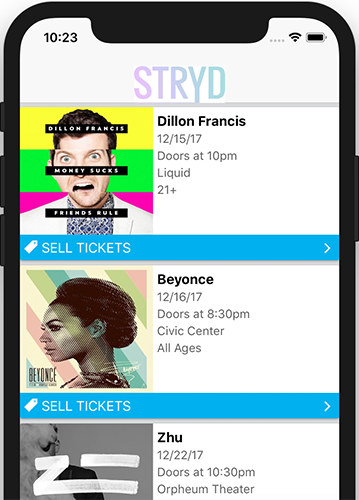 10:23
STRYD
DILLON FRANCIS
MONEY SUCKS
FRIENDS RULE
Dillon Francis
12/15/17
Doors at 10pm
Liquid
21+
SELL TICKETS
BEYONCE
Beyonce
12/16/17
Doors at 8:30pm
Civic Center
All Ages
SELL TICKETS
Zhu
12/22/17
Doors at 10:30pm
Orpheum Theater